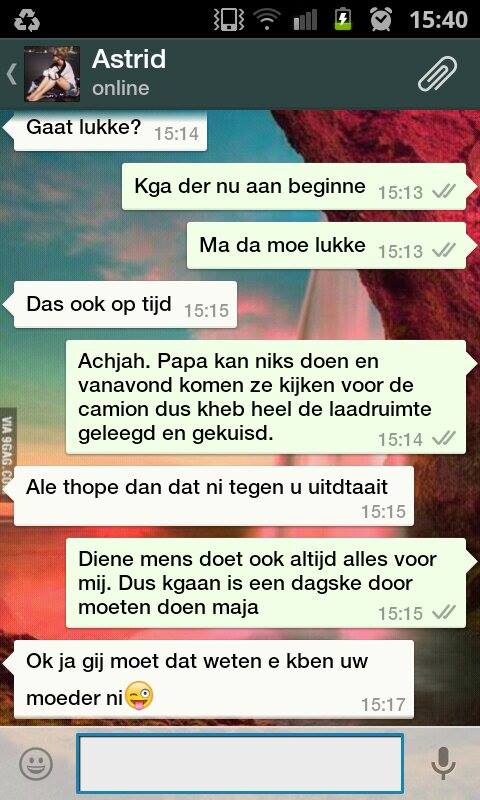 15:40
Astrid
online
Gaat lukke? 15:14
Kga der nu aan beginne 15:13
Ma da moe lukke 15:13
Das ook op tijd 15:15
Achjah. Papa kan niks doen en
vanavond komen ze kijken voor de
camion dus kheb heel de laadruimte
geleegd en gekuisd. 15:14
VIA 9GAG.COM
Ale thope dan dat ni tegen u uitdtaait
15:15
Diene mens doet ook altijd alles voor
mij. Dus kgaan is een dagske door
moeten doen maja 15:15
Ok ja gij moet dat weten e kben uw
moeder ni😜 15:17